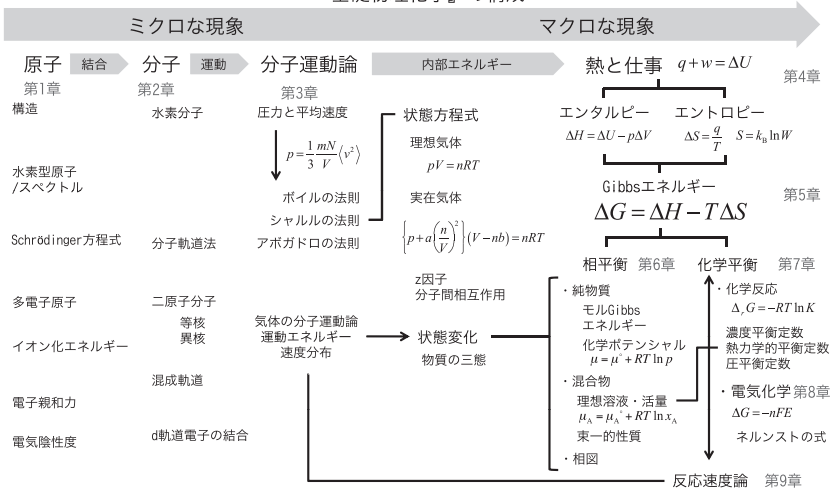 ミクロな現象
マクロな現象
原子
結合
分子
運動
分子運動論
内部エネルギー
熱と仕事 q + w = ΔU
第1章
第2章
第3章
第4章
構造
水素型原子
/スペクトル
Schrödinger方程式
多電子原子
イオン化エネルギー
電子親和力
電気陰性度
水素分子
分子軌道法
二原子分子
等核
異核
混成軌道
d軌道電子の結合
圧力と平均速度
p = 1/3 mN/V ⟨v²⟩
ボイルの法則
シャルルの法則
アボガドロの法則
気体の分子運動論
運動エネルギー
速度分布
状態方程式
理想気体
pV = nRT
実在気体
{p + a(n/V)²}(V − nb) = nRT
z因子
分子間相互作用
状態変化
物質の三態
エンタルピー
ΔH = ΔU − pΔV
エントロピー
ΔS = q/T S = k_B ln W
Gibbsエネルギー
第5章
ΔG = ΔH − TΔS
相平衡 第6章
・純物質
モルGibbs
エネルギー
化学ポテンシャル
μ = μ° + RT ln p
・混合物
理想溶液・活量
μ_A = μ_A° + RT ln x_A
束一的性質
・相図
化学平衡 第7章
・化学反応
Δ_rG = −RT ln K
濃度平衡定数
熱力学的平衡定数
圧平衡定数
・電気化学 第8章
ΔG = −nFE
ネルンストの式
反応速度論 第9章